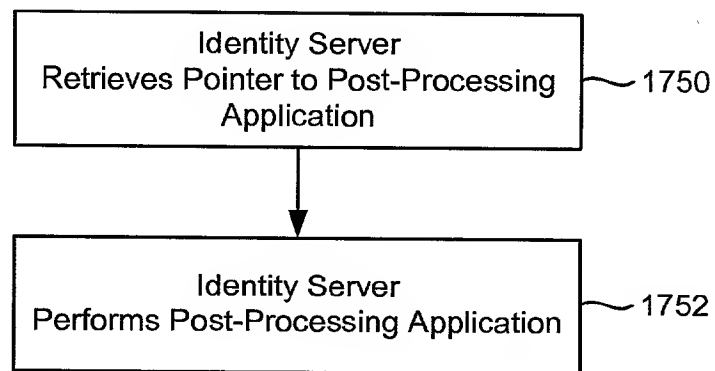 Identity Server
Retrieves Pointer to Post-Processing
Application
1750
Identity Server
Performs Post-Processing Application
1752